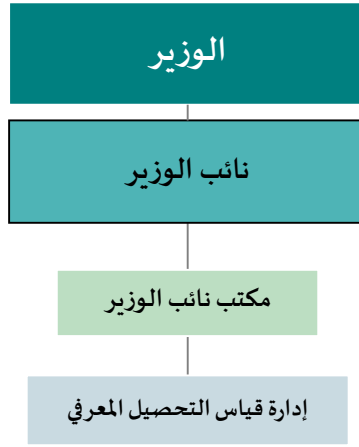 الوزير
نائب الوزير
مكتب نائب الوزير
إدارة قياس التحصيل المعرفي